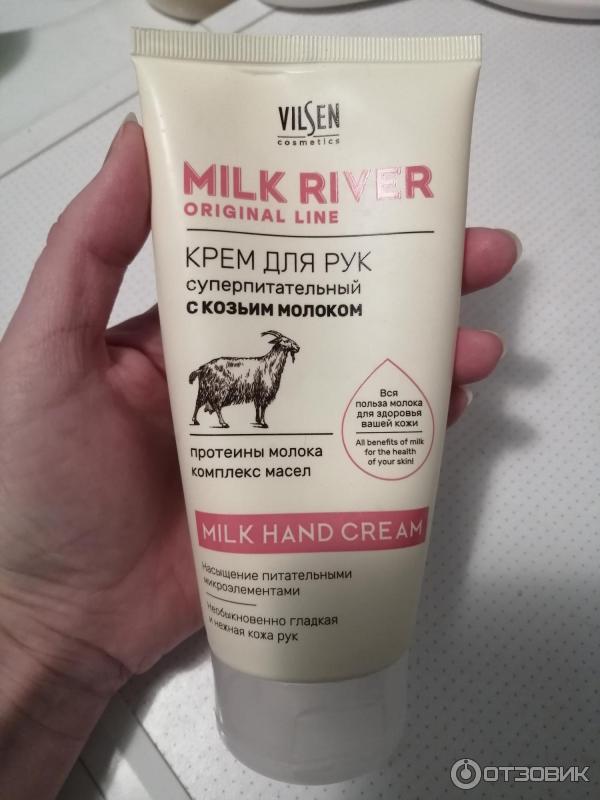 VILSEN
cosmetics
MILK RIVER
ORIGINAL LINE
КРЕМ ДЛЯ РУК
суперпитательный
С КОЗЬИМ МОЛОКОМ
Вся
польза молока
для здоровья
вашей кожи
All benefits of milk
for the health
of your skin!
протеины молока
комплекс масел
MILK HAND CREAM
Насыщение питательными
микроэлементами
Необыкновенно гладкая
и нежная кожа рук
ОТЗОВИК